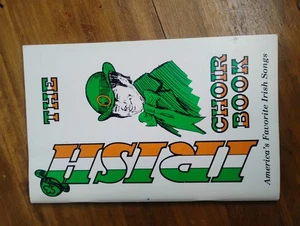 THE
IRISH
CHOIR
BOOK
America's Favorite Irish Songs